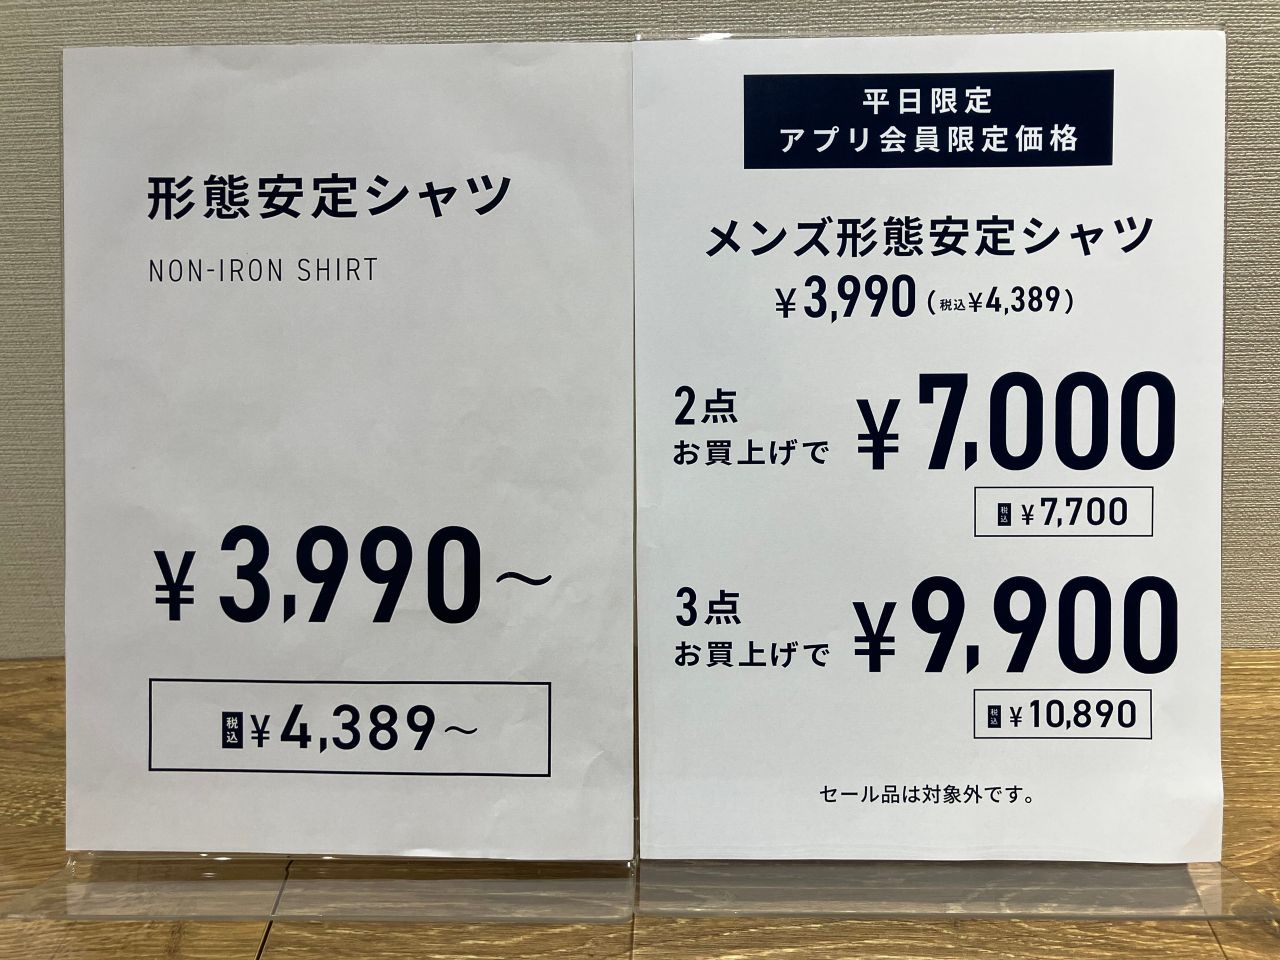 形態安定シャツ
NON-IRON SHIRT
¥3,990～
税込 ¥4,389～
平日限定
アプリ会員限定価格
メンズ形態安定シャツ
¥3,990（税込¥4,389）
2点
お買上げで ¥7,000
税込 ¥7,700
3点
お買上げで ¥9,900
税込 ¥10,890
セール品は対象外です。